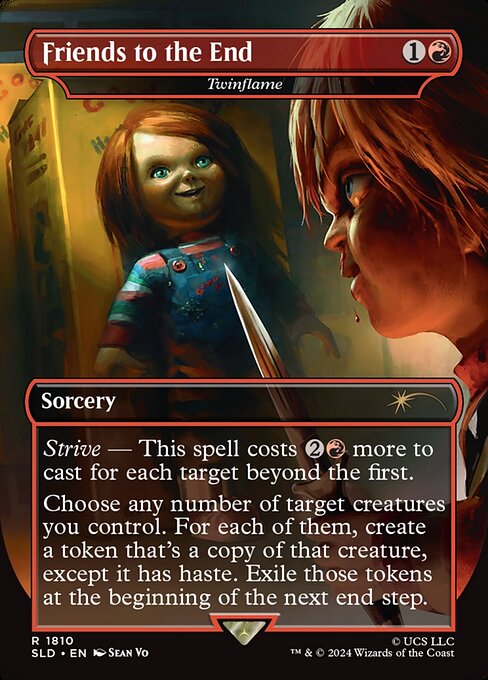 Friends to the End 1R
Twinflame
Sorcery
Strive — This spell costs 2R more to
cast for each target beyond the first.
Choose any number of target creatures
you control. For each of them, create
a token that's a copy of that creature,
except it has haste. Exile those tokens
at the beginning of the next end step.
R 1810
SLD • EN Sean Vo
© UCS LLC
™ & © 2024 Wizards of the Coast